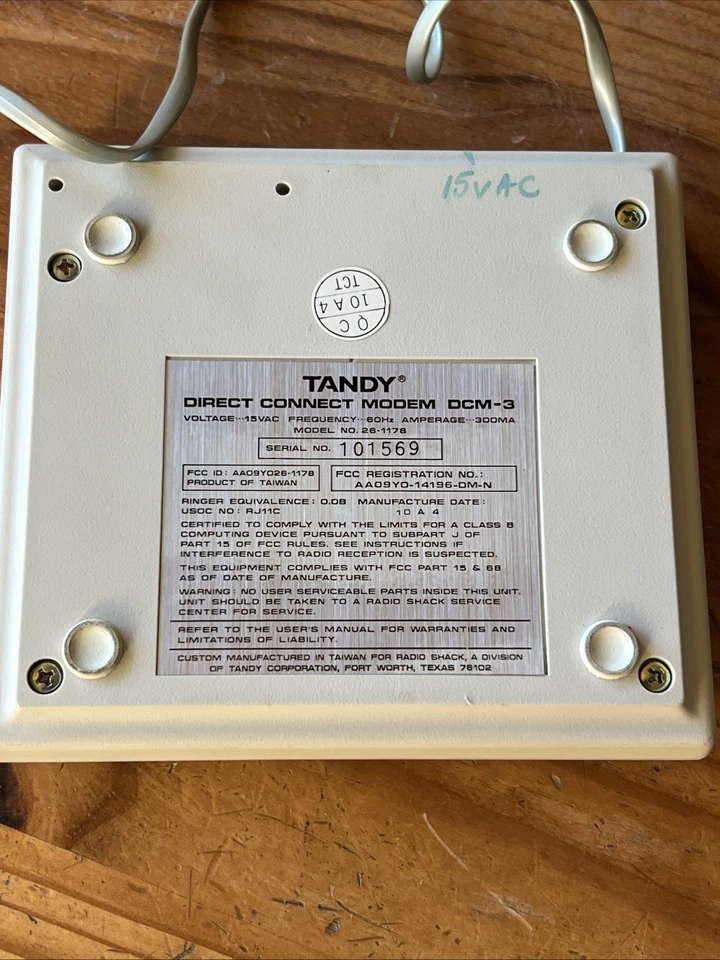 15VAC
TCT
10A4
QC
TANDY®
DIRECT CONNECT MODEM DCM-3
VOLTAGE···15VAC FREQUENCY···60Hz AMPERAGE···300MA
MODEL NO. 26-1178
SERIAL NO. 101569
FCC ID : AAO9YO26-1178
PRODUCT OF TAIWAN
FCC REGISTRATION NO.:
AAO9YO-14196-DM-N
RINGER EQUIVALENCE : 0.0B MANUFACTURE DATE:
USOC NO : RJ11C 10 A 4
CERTIFIED TO COMPLY WITH THE LIMITS FOR A CLASS B
COMPUTING DEVICE PURSUANT TO SUBPART J OF
PART 15 OF FCC RULES. SEE INSTRUCTIONS IF
INTERFERENCE TO RADIO RECEPTION IS SUSPECTED.
THIS EQUIPMENT COMPLIES WITH FCC PART 15 & 68
AS OF DATE OF MANUFACTURE.
WARNING : NO USER SERVICEABLE PARTS INSIDE THIS UNIT.
UNIT SHOULD BE TAKEN TO A RADIO SHACK SERVICE
CENTER FOR SERVICE.
REFER TO THE USER'S MANUAL FOR WARRANTIES AND
LIMITATIONS OF LIABILITY.
CUSTOM MANUFACTURED IN TAIWAN FOR RADIO SHACK, A DIVISION
OF TANDY CORPORATION, FORT WORTH, TEXAS 76102